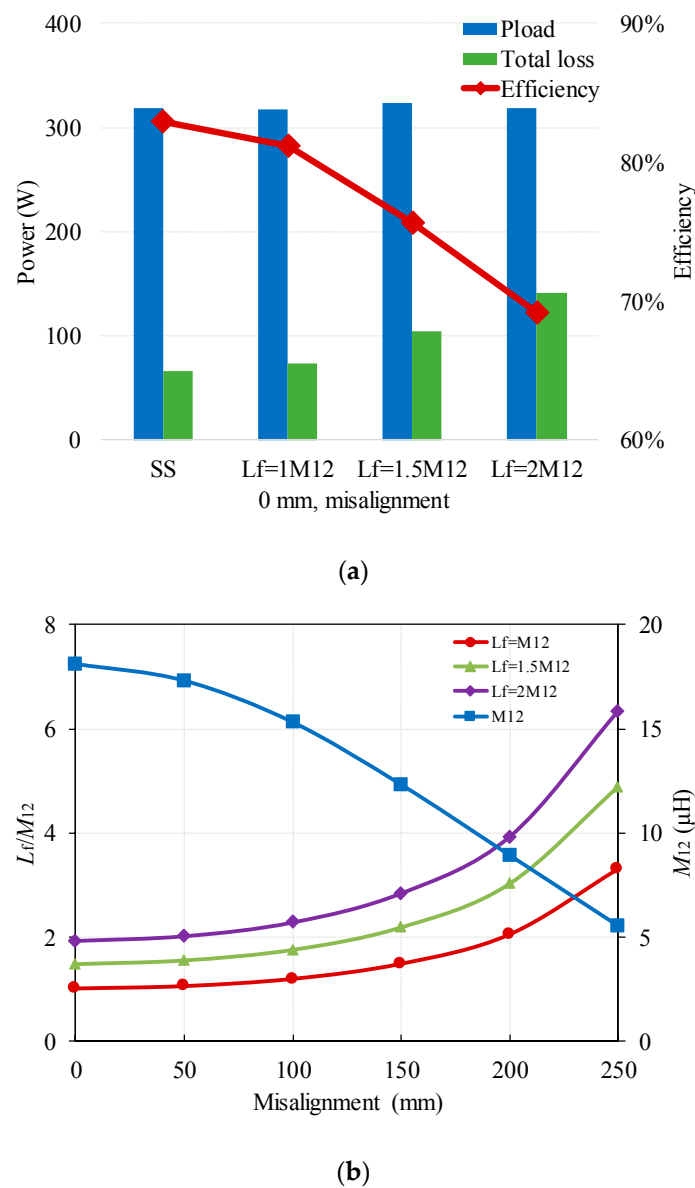 400
300
200
100
0
Power (W)
Pload
Total loss
Efficiency
90%
80%
70%
60%
Efficiency
SS
Lf=1M12
Lf=1.5M12
Lf=2M12
0 mm, misalignment
(a)
8
6
4
2
0
Lf/M12
Lf=M12
Lf=1.5M12
Lf=2M12
M12
20
15
10
5
0
M12 (μH)
0
50
100
150
200
250
Misalignment (mm)
(b)